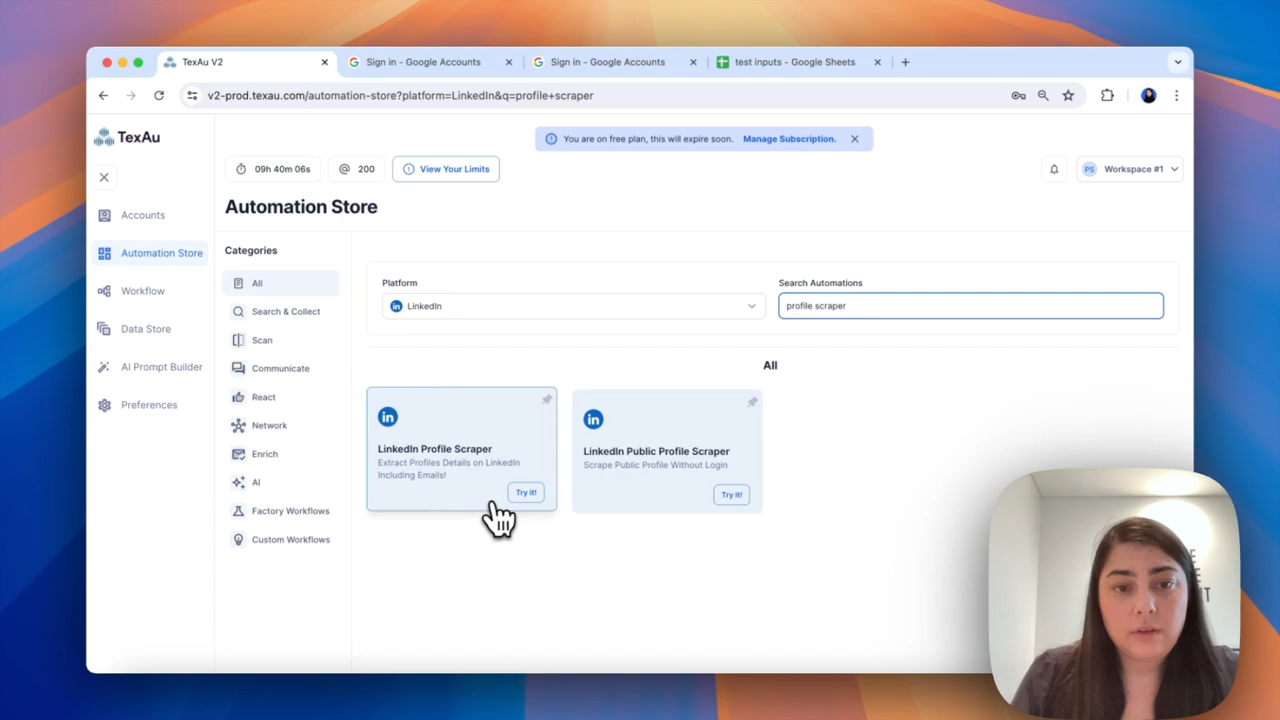 TexAu V2
Sign in - Google Accounts
Sign in - Google Accounts
test inputs - Google Sheets
v2-prod.texau.com/automation-store?platform=LinkedIn&q=profile+scraper
TexAu
You are on free plan, this will expire soon. Manage Subscription.
09h 40m 06s
200
View Your Limits
PS
Workspace #1
Accounts
Automation Store
Workflow
Data Store
AI Prompt Builder
Preferences
Automation Store
Categories
All
Search & Collect
Scan
Communicate
React
Network
Enrich
AI
Factory Workflows
Custom Workflows
Platform
in LinkedIn
Search Automations
profile scraper
All
in
LinkedIn Profile Scraper
Extract Profiles Details on LinkedIn
Including Emails!
Try it!
in
LinkedIn Public Profile Scraper
Scrape Public Profile Without Login
Try it!